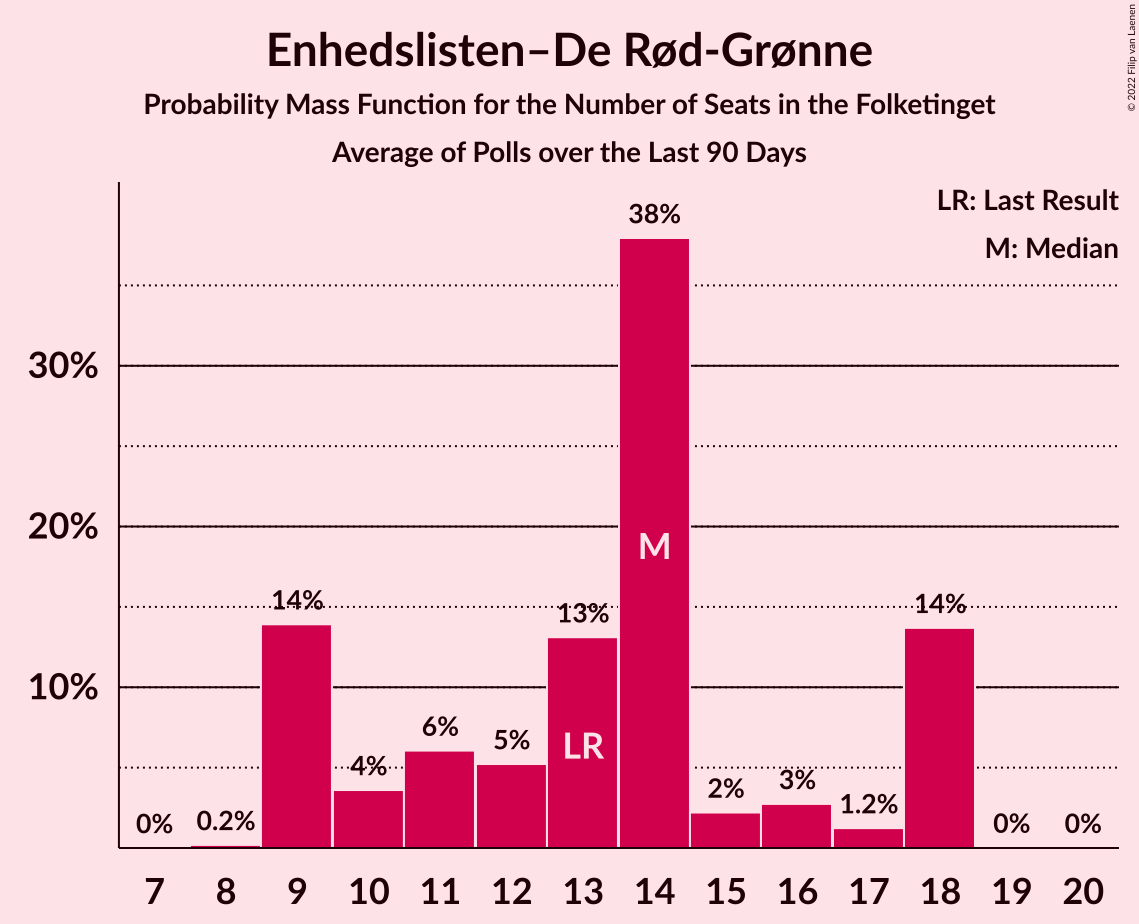 Enhedslisten–De Rød-Grønne
Probability Mass Function for the Number of Seats in the Folketinget
Average of Polls over the Last 90 Days
© 2022 Filip van Laenen
LR: Last Result
M: Median
30%
20%
10%
0%
0.2%
14%
4%
6%
5%
13%
38%
2%
3%
1.2%
14%
0%
0%
LR
M
7 8 9 10 11 12 13 14 15 16 17 18 19 20